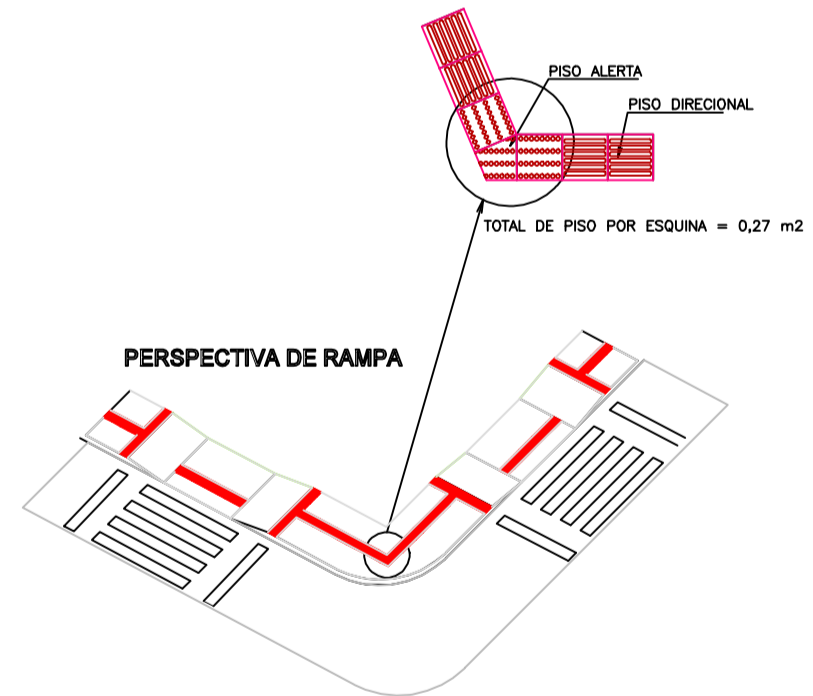 PISO ALERTA
PISO DIRECIONAL
TOTAL DE PISO POR ESQUINA = 0,27 m2
PERSPECTIVA DE RAMPA